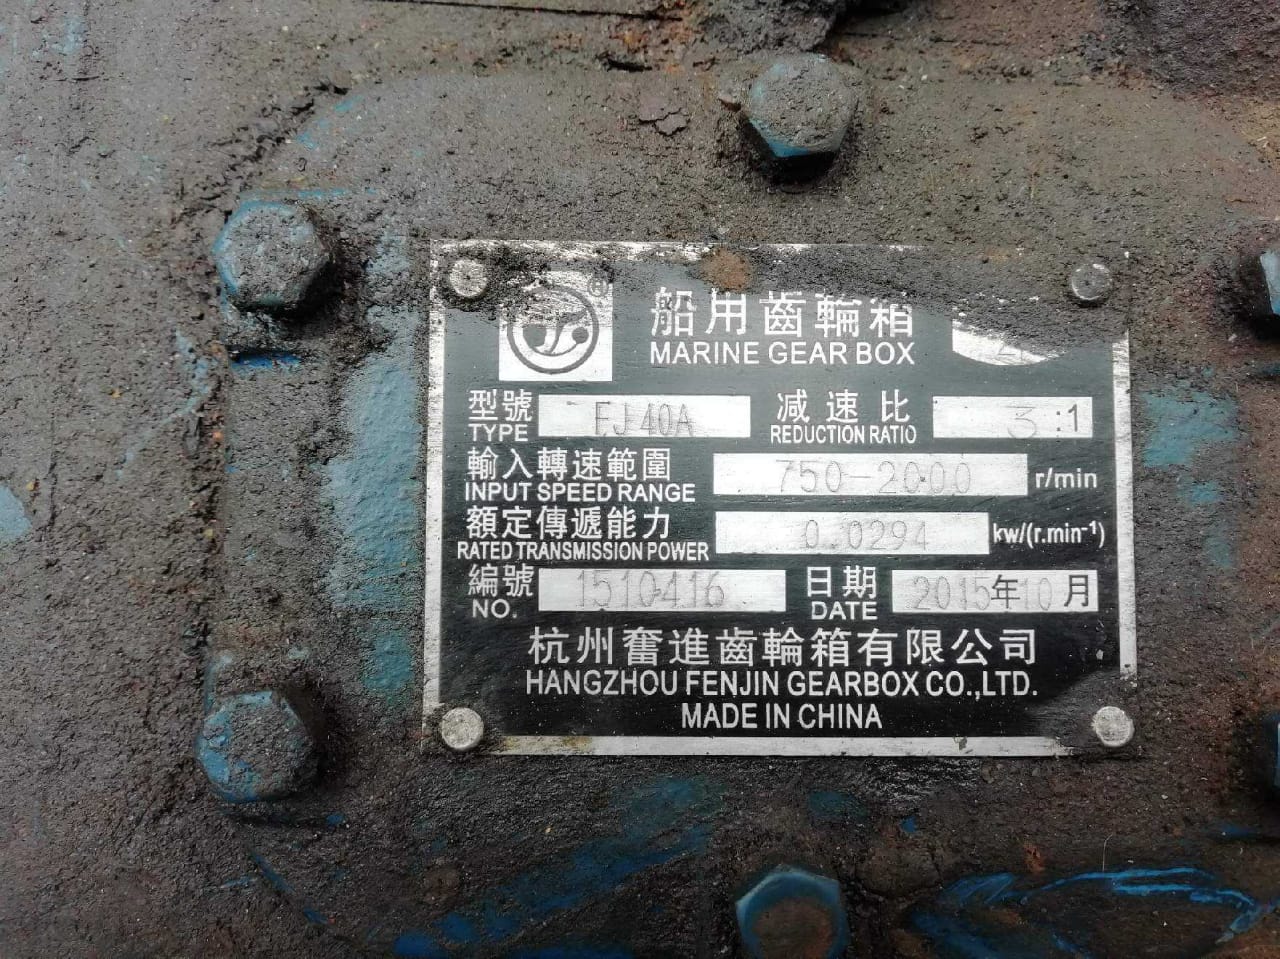 ®
船用齒輪箱
MARINE GEAR BOX
型號 FJ40A 减速比 3 :1
TYPE REDUCTION RATIO
輸入轉速範圍 750-2000 r/min
INPUT SPEED RANGE
額定傳遞能力 0.0294 kw/(r.min⁻¹)
RATED TRANSMISSION POWER
編號 1510416 日期 2015年10月
NO. DATE
杭州奮進齒輪箱有限公司
HANGZHOU FENJIN GEARBOX CO.,LTD.
MADE IN CHINA